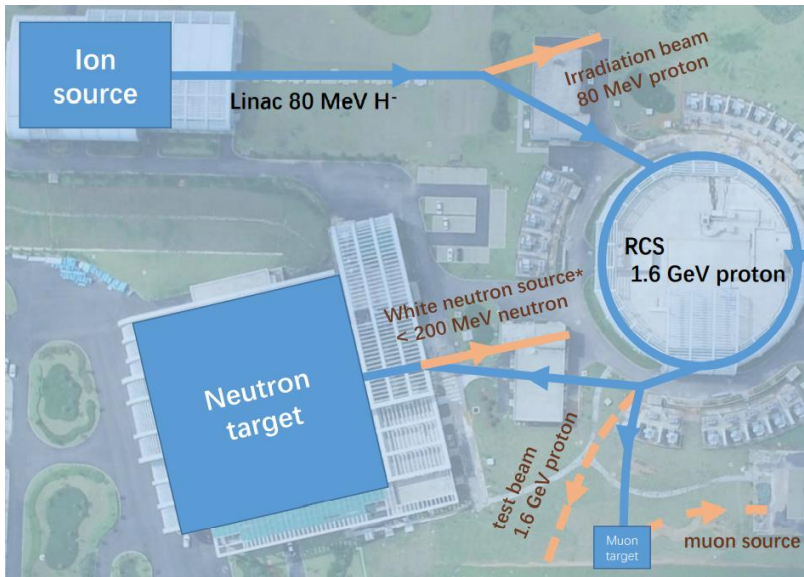 Ion
source
Linac 80 MeV H-
Irradiation beam
80 MeV proton
RCS
1.6 GeV proton
White neutron source*
< 200 MeV neutron
Neutron
target
test beam
1.6 GeV proton
Muon
target
muon source